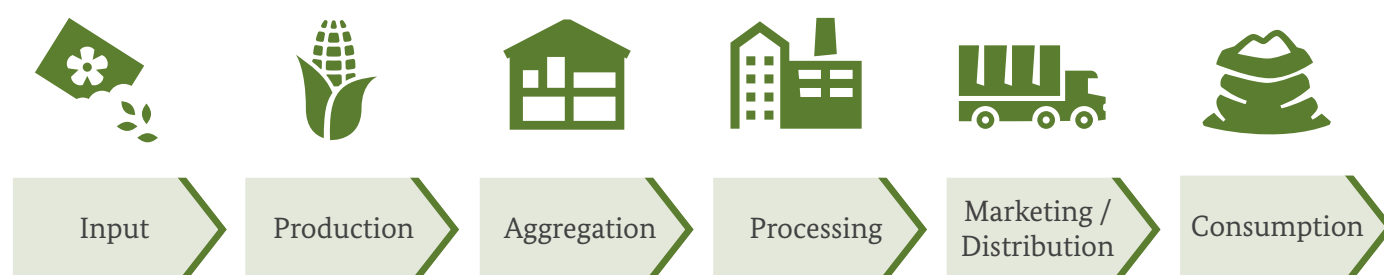 Input
Production
Aggregation
Processing
Marketing /
Distribution
Consumption